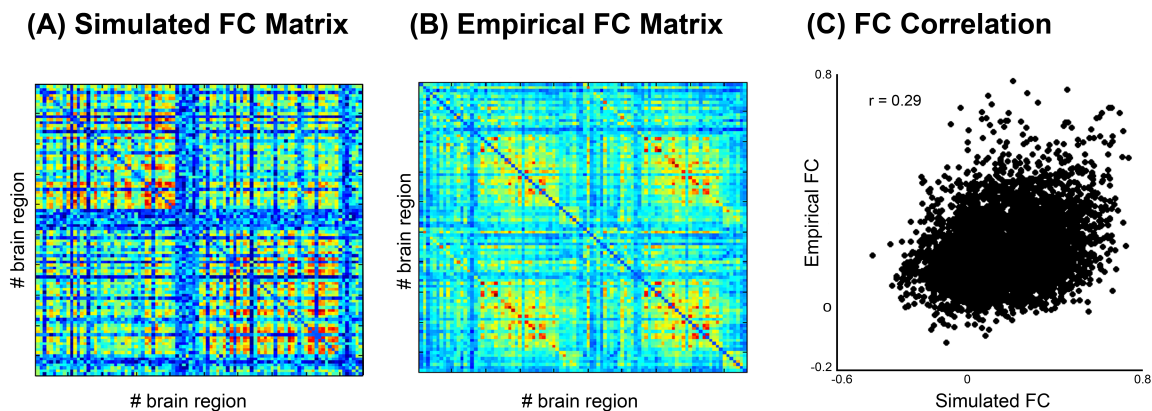 (A) Simulated FC Matrix
# brain region
# brain region
(B) Empirical FC Matrix
# brain region
# brain region
(C) FC Correlation
0.8
r = 0.29
Empirical FC
0
-0.2
-0.6
0
0.8
Simulated FC